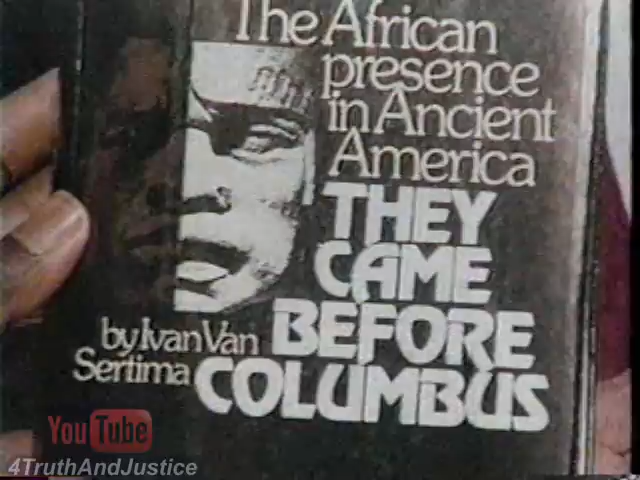 The African
presence
in Ancient
America
THEY
CAME
BEFORE
COLUMBUS
by Ivan Van
Sertima
YouTube
4TruthAndJustice